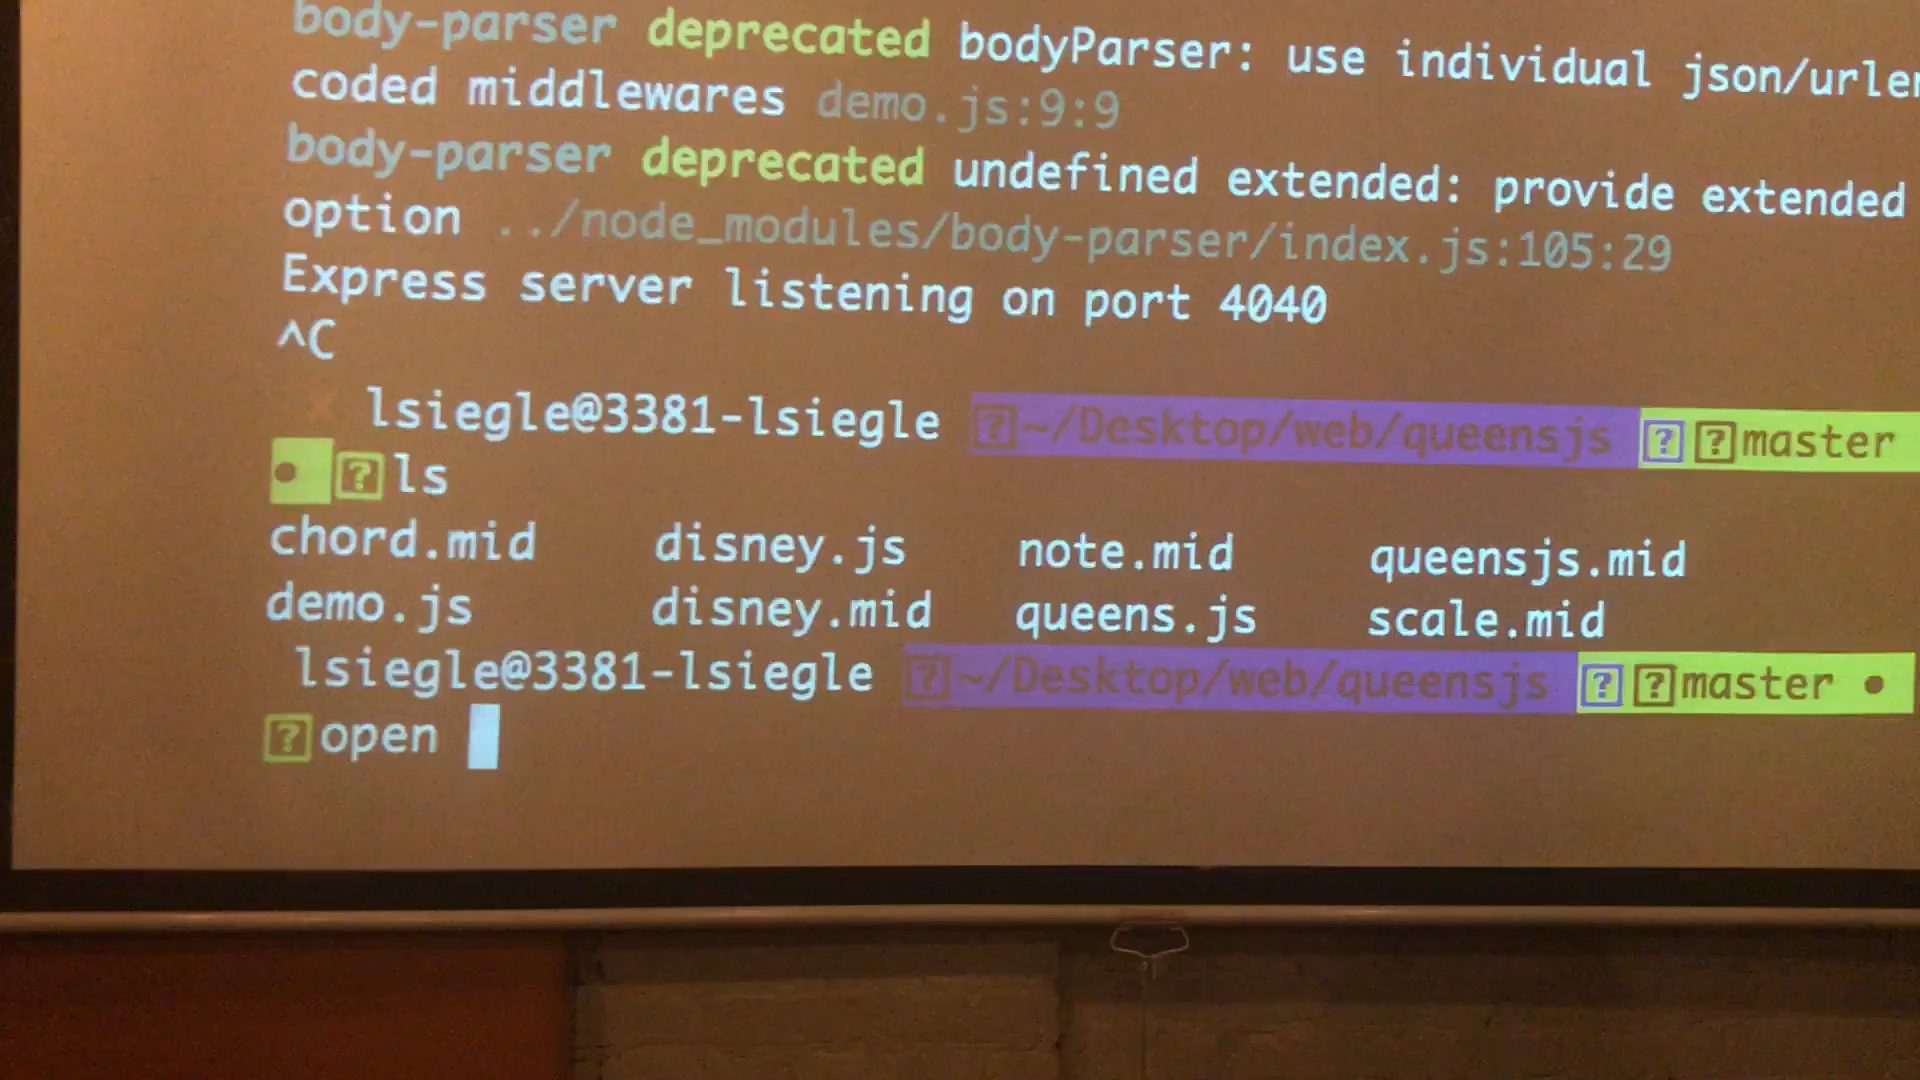 body-parser deprecated bodyParser: use individual json/urlen
coded middlewares demo.js:9:9
body-parser deprecated undefined extended: provide extended
option ../node_modules/body-parser/index.js:105:29
Express server listening on port 4040
^C
✘ lsiegle@3381-lsiegle ~/Desktop/web/queensjs master
● ls
chord.mid disney.js note.mid queensjs.mid
demo.js disney.mid queens.js scale.mid
lsiegle@3381-lsiegle ~/Desktop/web/queensjs master ●
open